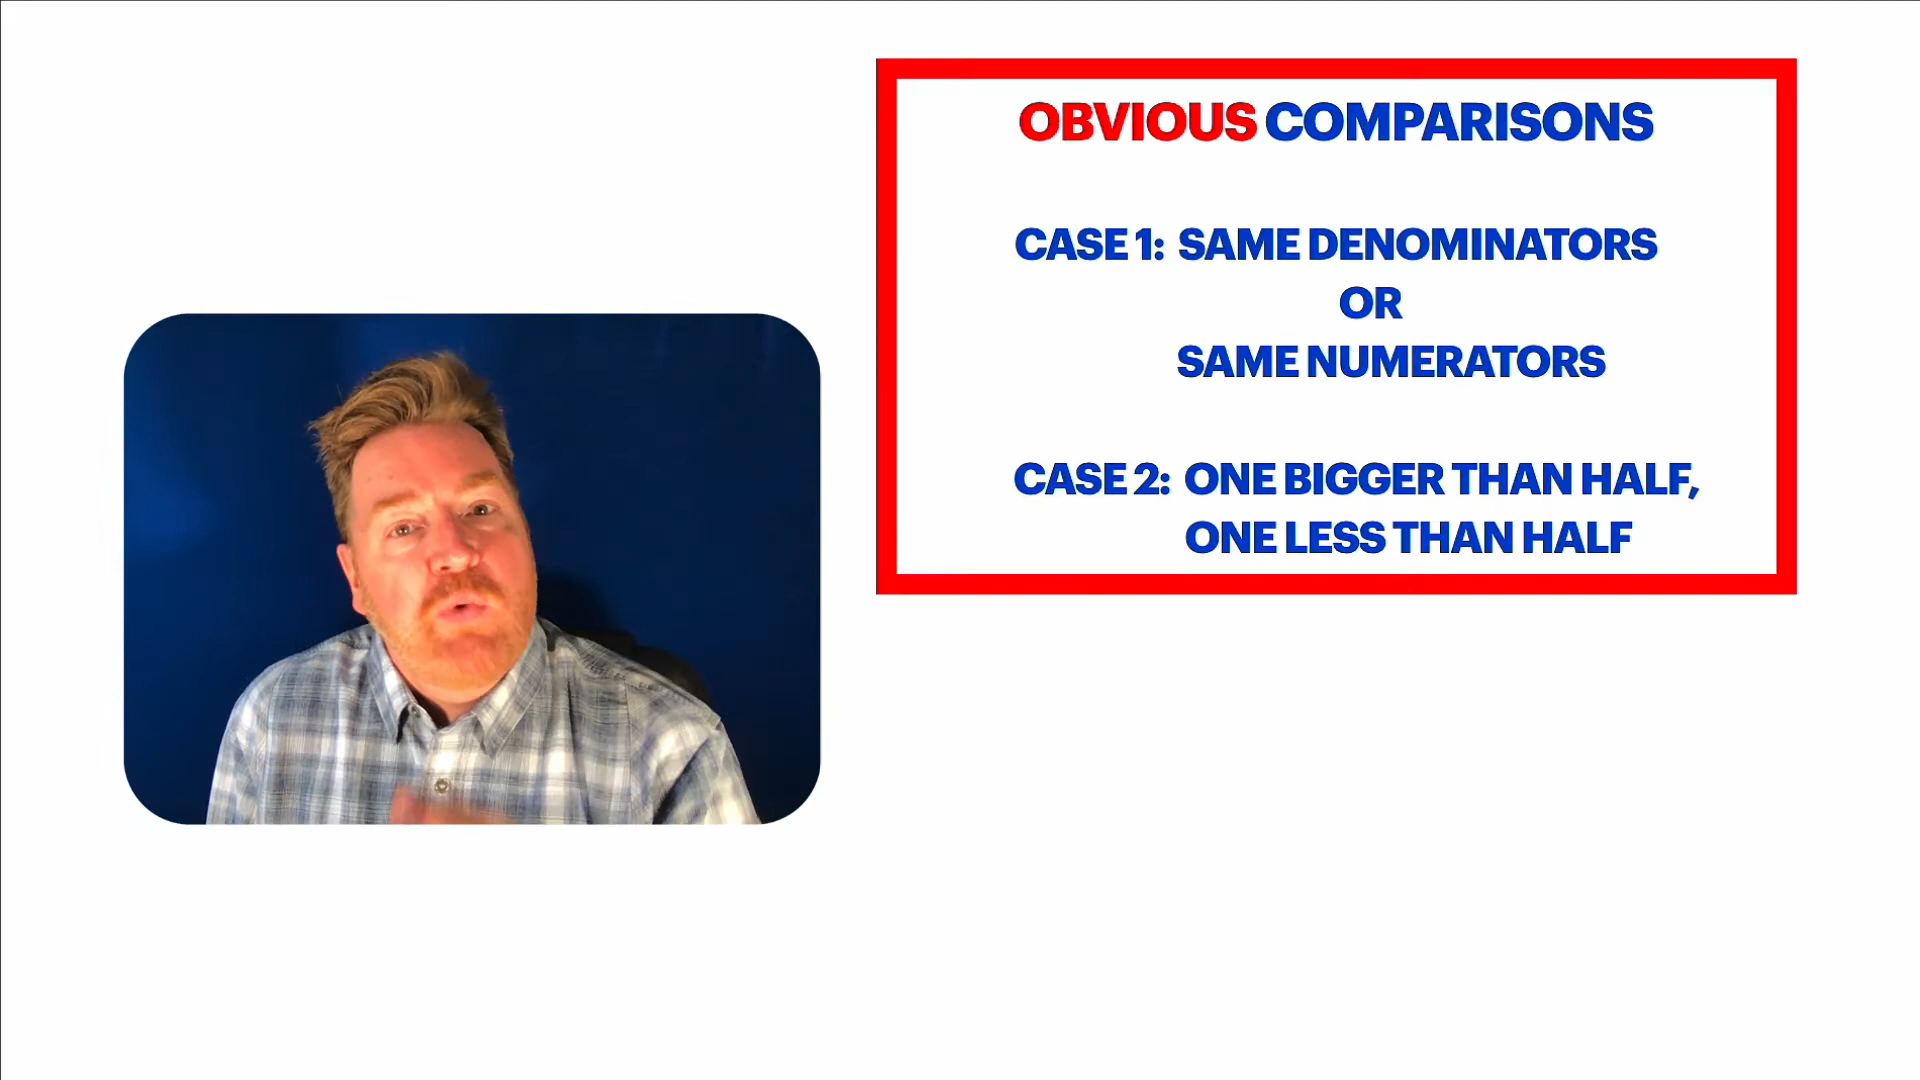 OBVIOUS COMPARISONS
CASE 1: SAME DENOMINATORS
OR
SAME NUMERATORS
CASE 2: ONE BIGGER THAN HALF,
ONE LESS THAN HALF